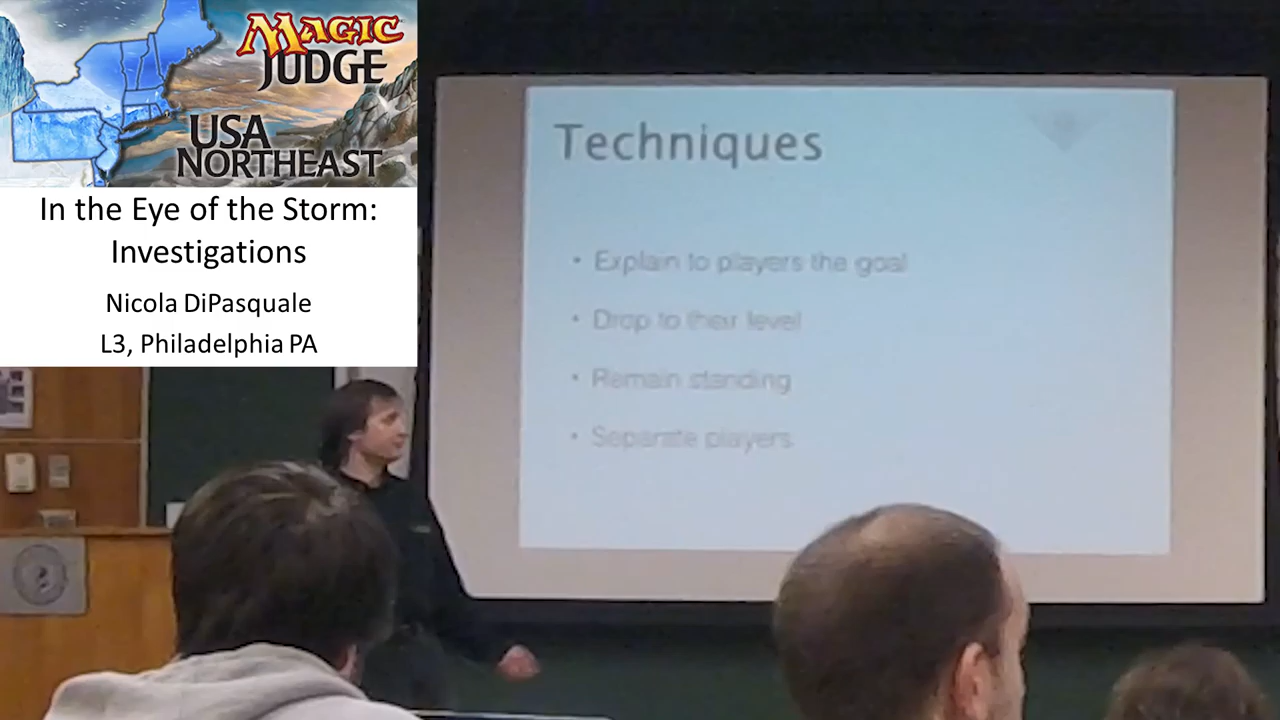 MAGIC
JUDGE
USA
NORTHEAST
In the Eye of the Storm:
Investigations
Nicola DiPasquale
L3, Philadelphia PA
Techniques
• Explain to players the goal
• Drop to their level
• Remain standing
• Separate players